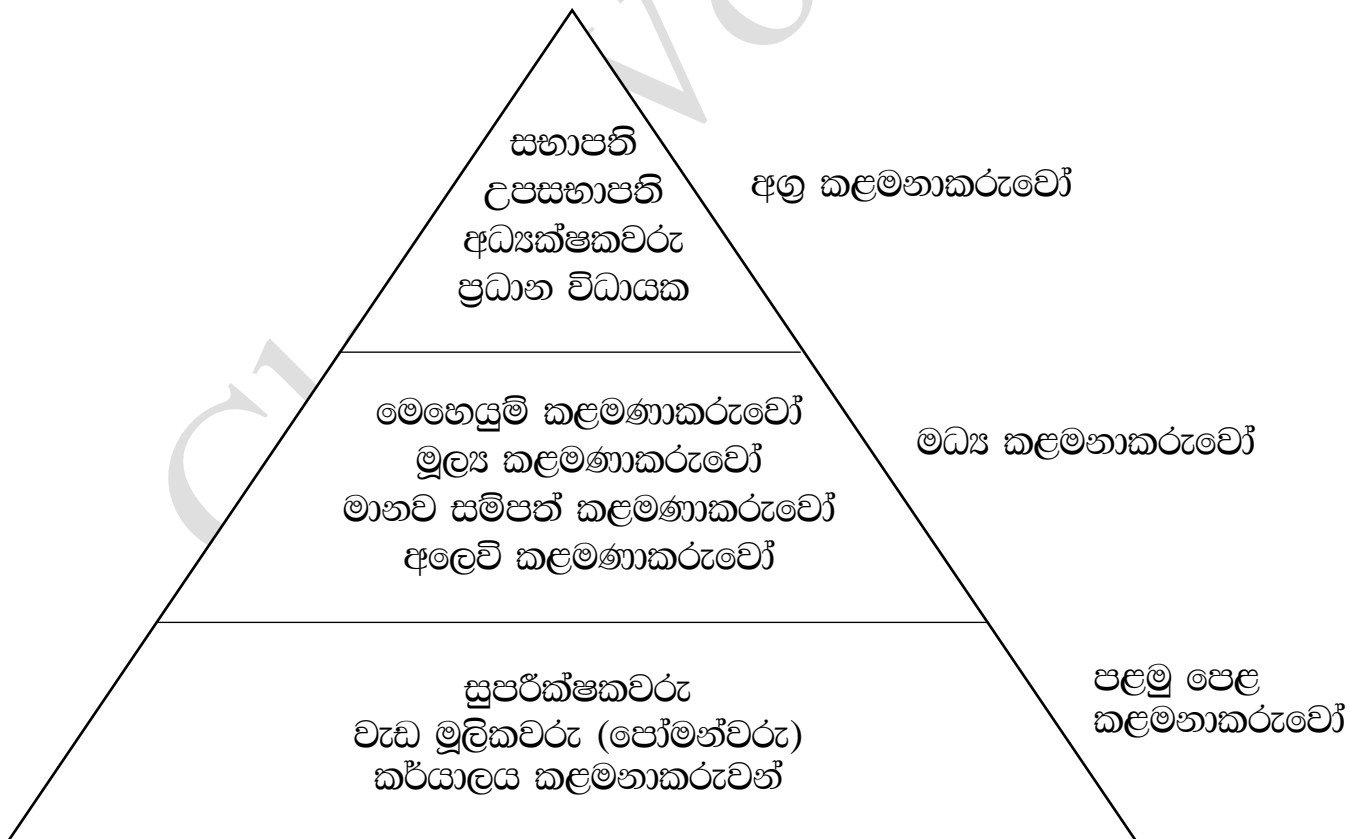 සභාපති
උපසභාපති
අධ්‍යක්ෂකවරු
ප්‍රධාන විධායක
අග්‍ර කළමනාකරුවෝ
මෙහෙයුම් කළමණාකරුවෝ
මූල්‍ය කළමණාකරුවෝ
මානව සම්පත් කළමණාකරුවෝ
අලෙවි කළමණාකරුවෝ
මධ්‍ය කළමනාකරුවෝ
සුපරීක්ෂකවරු
වැඩ මූලිකවරු (පෝමන්වරු)
කර්යාලය කළමනාකරුවන්
පළමු පෙළ
කළමනාකරුවෝ